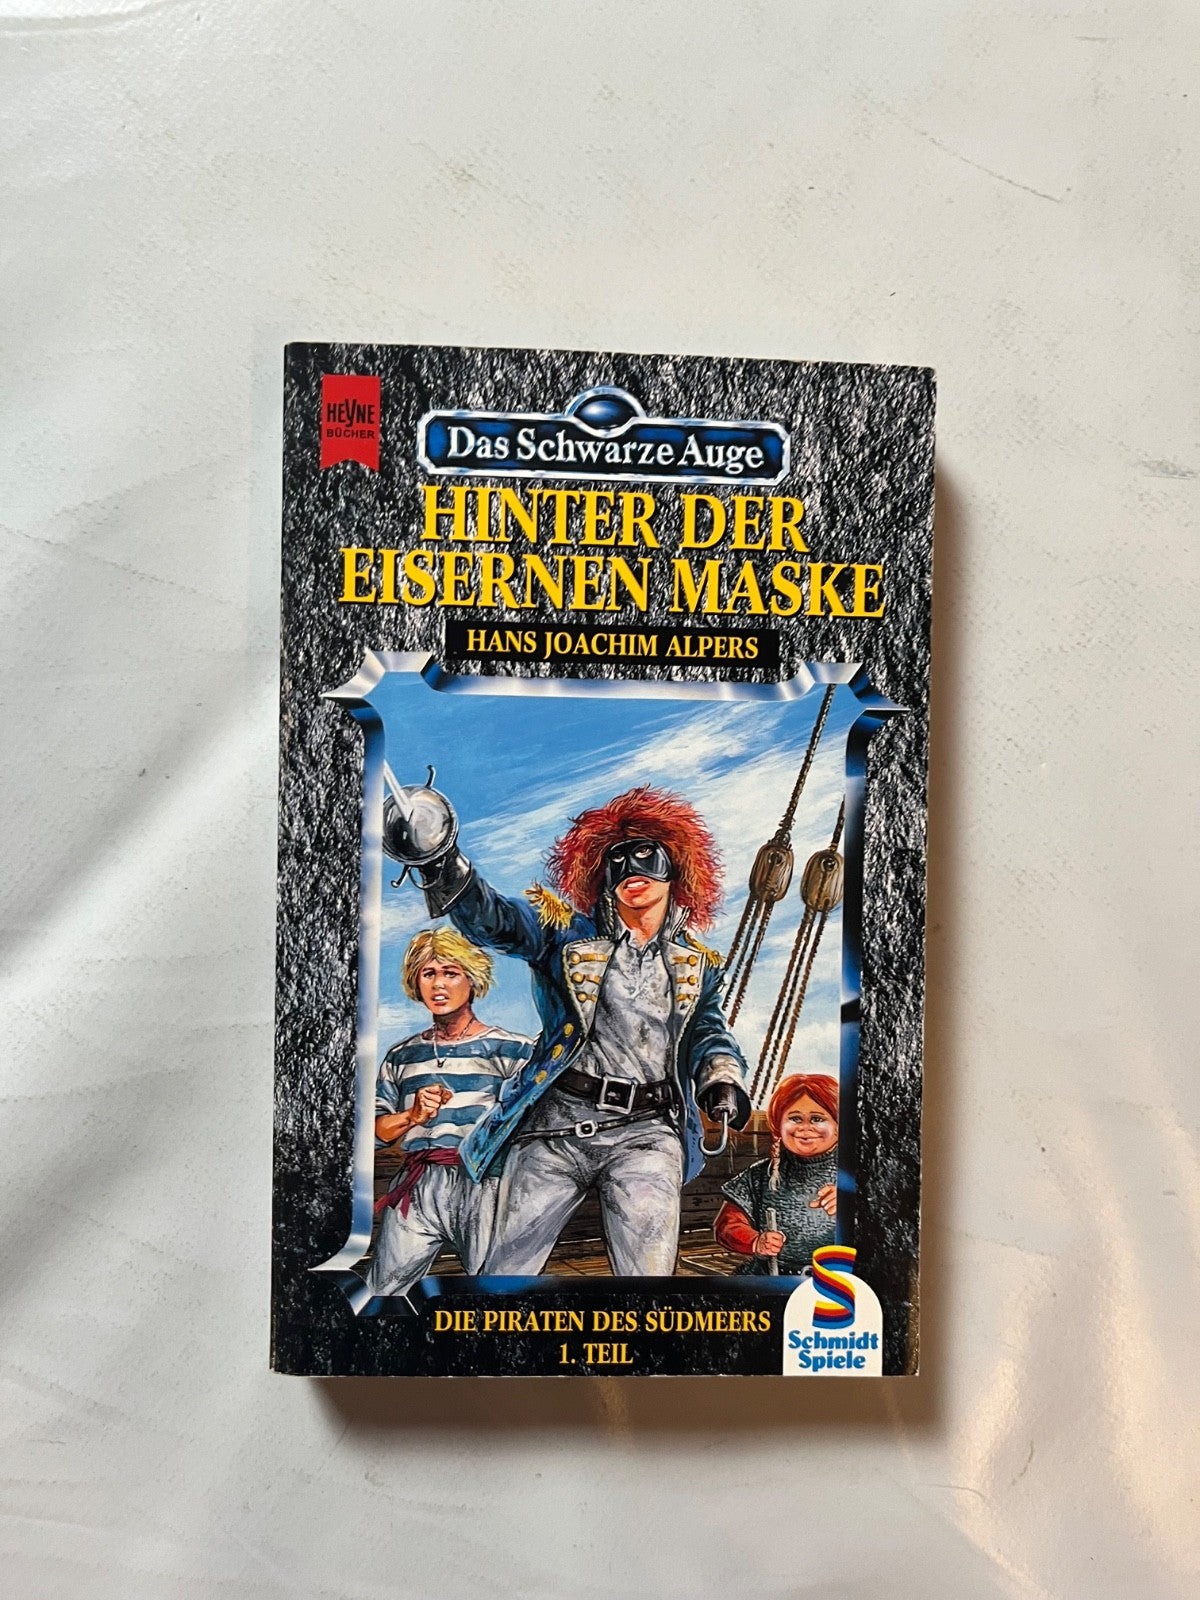 HEYNE
BÜCHER
Das Schwarze Auge
HINTER DER
EISERNEN MASKE
HANS JOACHIM ALPERS
DIE PIRATEN DES SÜDMEERS
1. TEIL
Schmidt
Spiele